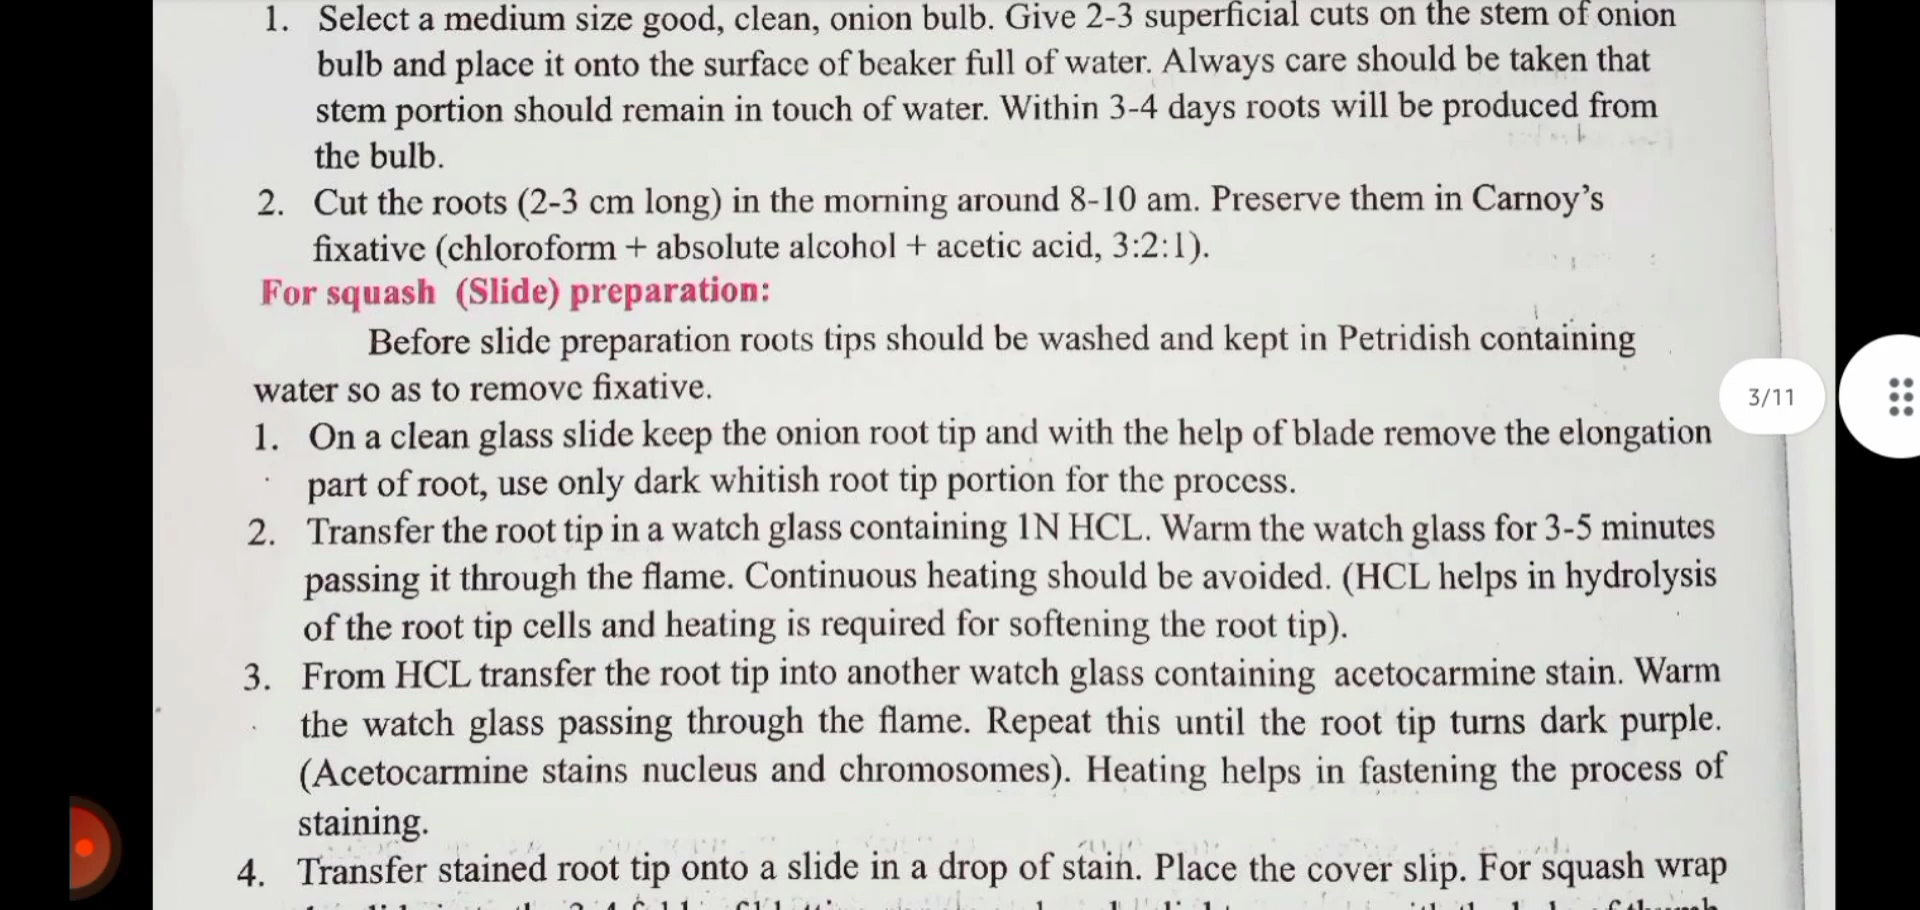 1. Select a medium size good, clean, onion bulb. Give 2-3 superficial cuts on the stem of onion
bulb and place it onto the surface of beaker full of water. Always care should be taken that
stem portion should remain in touch of water. Within 3-4 days roots will be produced from
the bulb.
2. Cut the roots (2-3 cm long) in the morning around 8-10 am. Preserve them in Carnoy's
fixative (chloroform + absolute alcohol + acetic acid, 3:2:1).
For squash (Slide) preparation:
Before slide preparation roots tips should be washed and kept in Petridish containing
water so as to remove fixative.
3/11
1. On a clean glass slide keep the onion root tip and with the help of blade remove the elongation
part of root, use only dark whitish root tip portion for the process.
2. Transfer the root tip in a watch glass containing 1N HCL. Warm the watch glass for 3-5 minutes
passing it through the flame. Continuous heating should be avoided. (HCL helps in hydrolysis
of the root tip cells and heating is required for softening the root tip).
3. From HCL transfer the root tip into another watch glass containing acetocarmine stain. Warm
the watch glass passing through the flame. Repeat this until the root tip turns dark purple.
(Acetocarmine stains nucleus and chromosomes). Heating helps in fastening the process of
staining.
4. Transfer stained root tip onto a slide in a drop of stain. Place the cover slip. For squash wrap